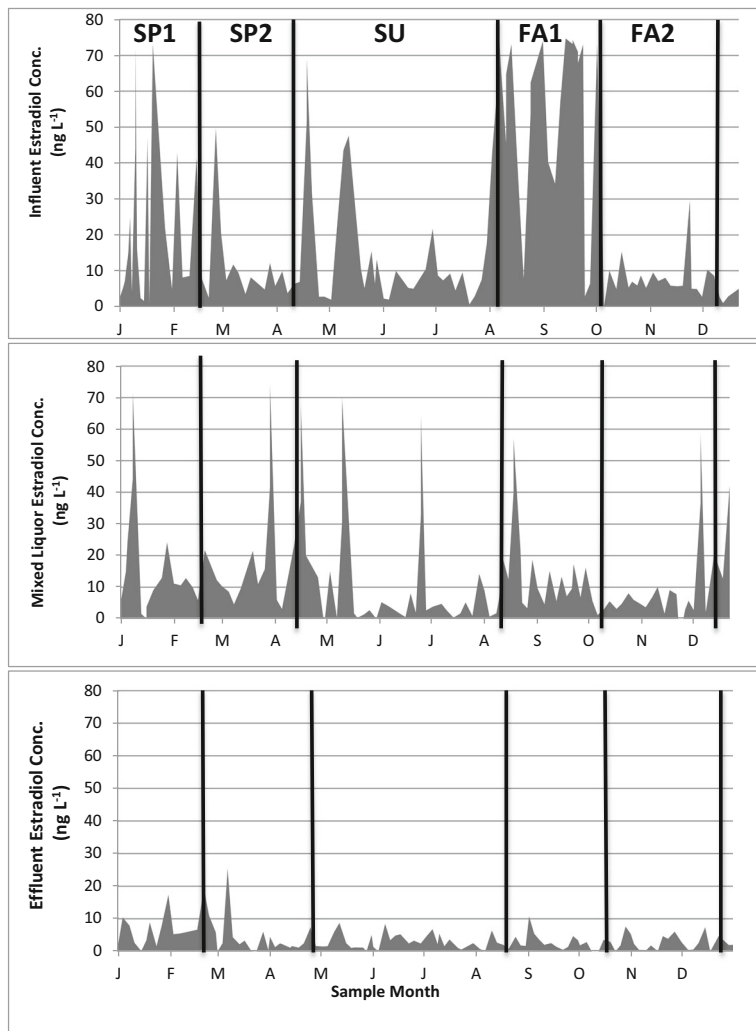 SP1 SP2 SU FA1 FA2
Influent Estradiol Conc.
(ng L-1)
80
70
60
50
40
30
20
10
0
J F M A M J J A S O N D
Mixed Liquor Estradiol Conc.
(ng L-1)
80
70
60
50
40
30
20
10
0
J F M A M J J A S O N D
Effluent Estradiol Conc.
(ng L-1)
80
70
60
50
40
30
20
10
0
J F M A M J J A S O N D
Sample Month